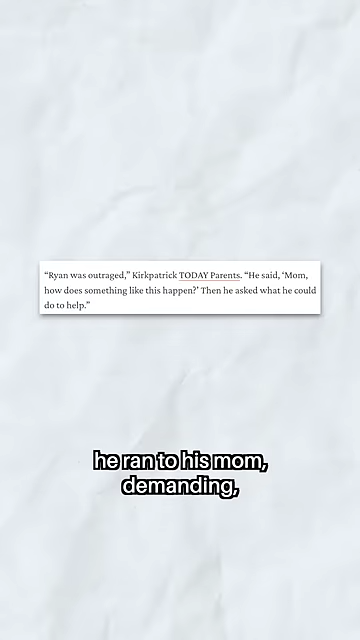 “Ryan was outraged,” Kirkpatrick TODAY Parents. “He said, ‘Mom,
how does something like this happen?’ Then he asked what he could
do to help.”
he ran to his mom,
demanding,